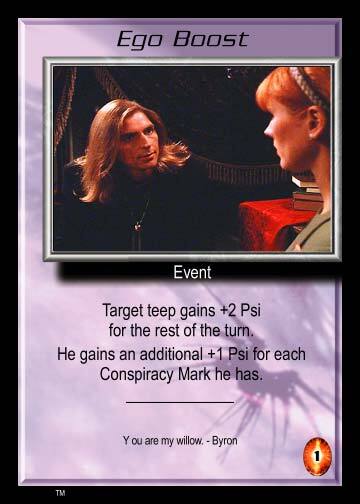 Ego Boost
Event
Target teep gains +2 Psi
for the rest of the turn.
He gains an additional +1 Psi for each
Conspiracy Mark he has.
You are my willow. - Byron
1
TM